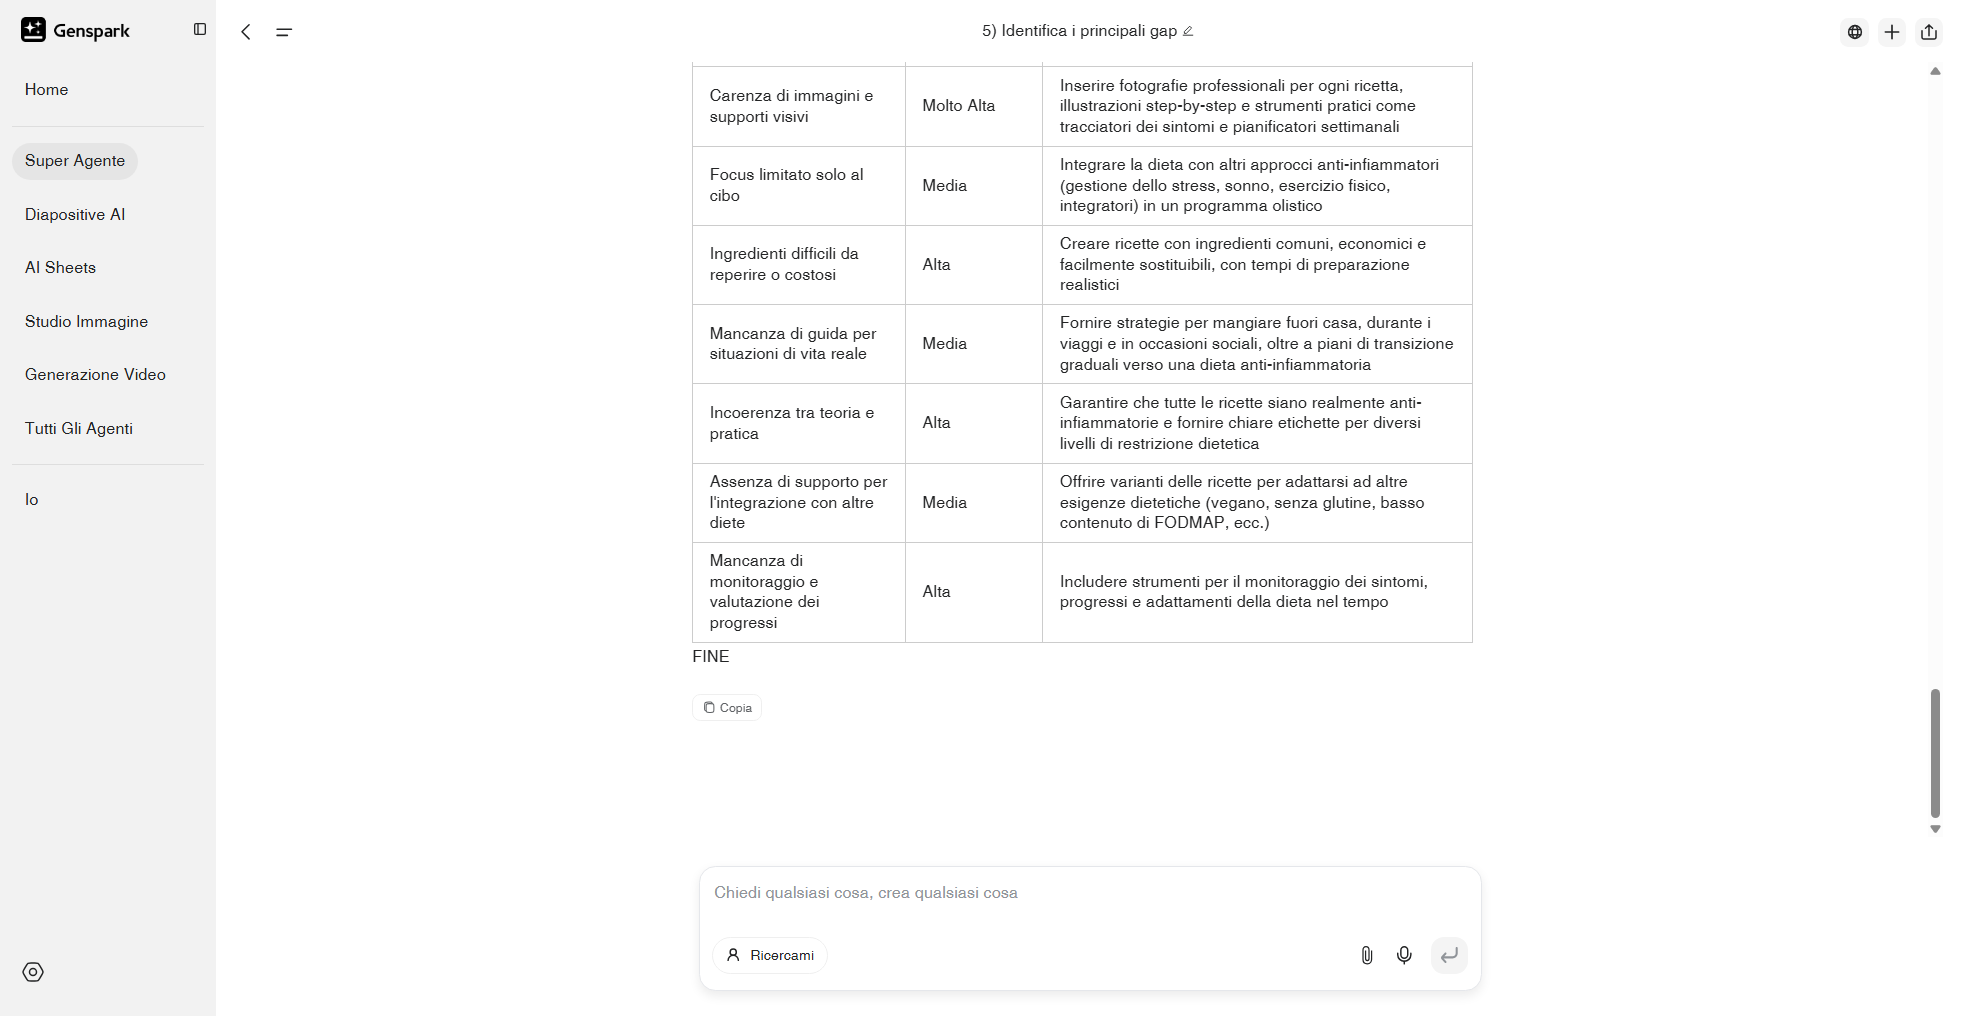 Genspark
5) Identifica i principali gap
Home
Super Agente
Diapositive AI
AI Sheets
Studio Immagine
Generazione Video
Tutti Gli Agenti
Io
Carenza di immagini e
supporti visivi
Molto Alta
Inserire fotografie professionali per ogni ricetta,
illustrazioni step-by-step e strumenti pratici come
tracciatori dei sintomi e pianificatori settimanali
Focus limitato solo al
cibo
Media
Integrare la dieta con altri approcci anti-infiammatori
(gestione dello stress, sonno, esercizio fisico,
integratori) in un programma olistico
Ingredienti difficili da
reperire o costosi
Alta
Creare ricette con ingredienti comuni, economici e
facilmente sostituibili, con tempi di preparazione
realistici
Mancanza di guida per
situazioni di vita reale
Media
Fornire strategie per mangiare fuori casa, durante i
viaggi e in occasioni sociali, oltre a piani di transizione
graduali verso una dieta anti-infiammatoria
Incoerenza tra teoria e
pratica
Alta
Garantire che tutte le ricette siano realmente anti-
infiammatorie e fornire chiare etichette per diversi
livelli di restrizione dietetica
Assenza di supporto per
l'integrazione con altre
diete
Media
Offrire varianti delle ricette per adattarsi ad altre
esigenze dietetiche (vegano, senza glutine, basso
contenuto di FODMAP, ecc.)
Mancanza di
monitoraggio e
valutazione dei
progressi
Alta
Includere strumenti per il monitoraggio dei sintomi,
progressi e adattamenti della dieta nel tempo
FINE
Copia
Chiedi qualsiasi cosa, crea qualsiasi cosa
Ricercami